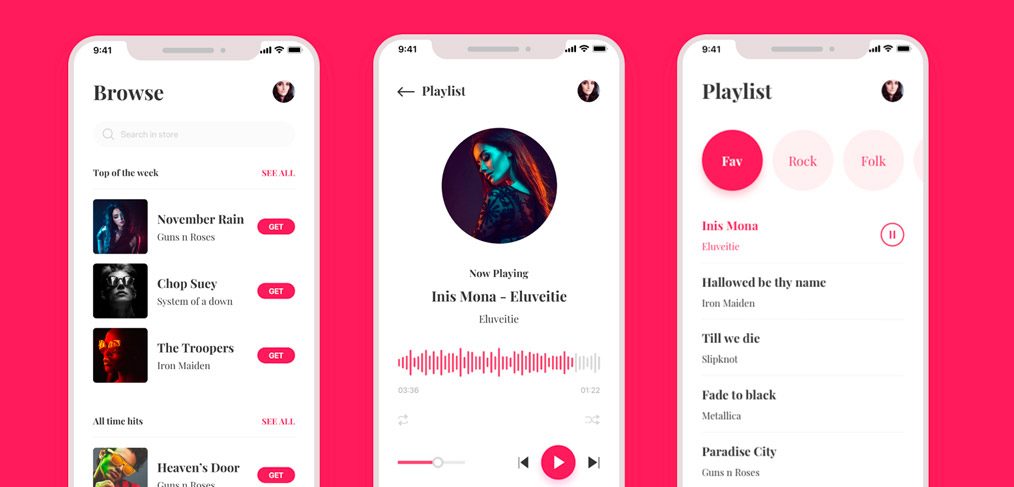 9:41
Browse
Search in store
Top of the week
SEE ALL
November Rain
Guns n Roses
GET
Chop Suey
System of a down
GET
The Troopers
Iron Maiden
GET
All time hits
SEE ALL
Heaven's Door
Guns n Roses
GET
9:41
Playlist
Now Playing
Inis Mona - Eluveitie
Eluveitie
03:36
01:22
9:41
Playlist
Fav
Rock
Folk
Inis Mona
Eluveitie
Hallowed be thy name
Iron Maiden
Till we die
Slipknot
Fade to black
Metallica
Paradise City
Guns n Roses